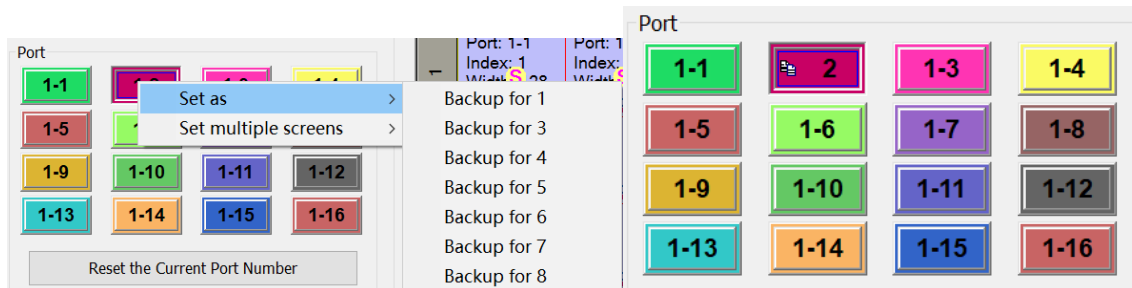 Port
1-1
Set as >
Set multiple screens >
1-5
1-9 1-10 1-11 1-12
1-13 1-14 1-15 1-16
Reset the Current Port Number
Port: 1-1 Port: 1
Index: 1 Index:
1
S
Backup for 1
Backup for 3
Backup for 4
Backup for 5
Backup for 6
Backup for 7
Backup for 8
Port
1-1 2 1-3 1-4
1-5 1-6 1-7 1-8
1-9 1-10 1-11 1-12
1-13 1-14 1-15 1-16